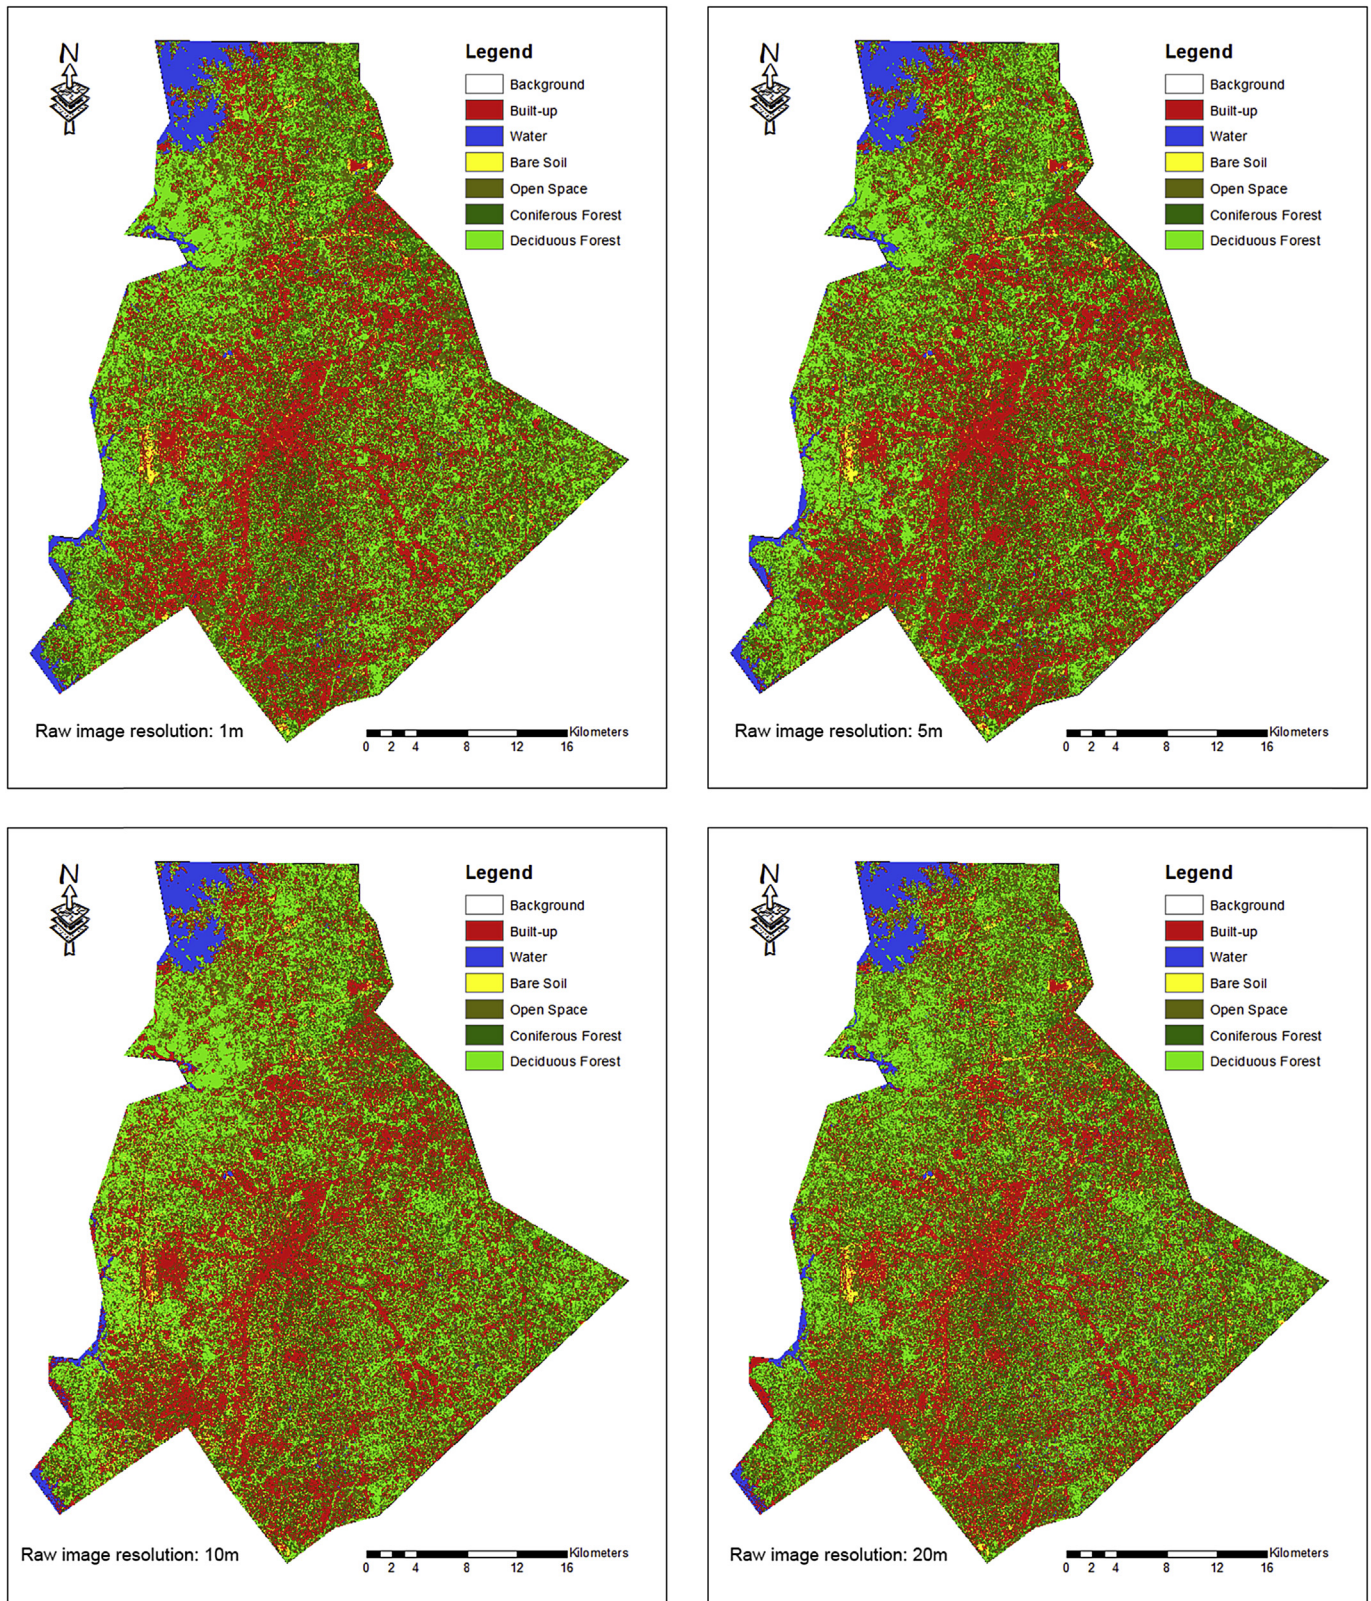 N
Legend
Background
Built-up
Water
Bare Soil
Open Space
Coniferous Forest
Deciduous Forest
Raw image resolution: 1m
Kilometers
0 2 4 8 12 16
N
Legend
Background
Built-up
Water
Bare Soil
Open Space
Coniferous Forest
Deciduous Forest
Raw image resolution: 5m
Kilometers
0 2 4 8 12 16
N
Legend
Background
Built-up
Water
Bare Soil
Open Space
Coniferous Forest
Deciduous Forest
Raw image resolution: 10m
Kilometers
0 2 4 8 12 16
N
Legend
Background
Built-up
Water
Bare Soil
Open Space
Coniferous Forest
Deciduous Forest
Raw image resolution: 20m
Kilometers
0 2 4 8 12 16